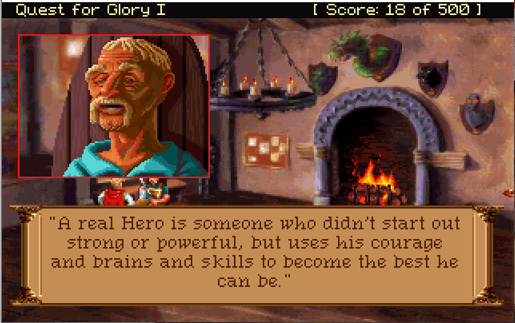 Quest for Glory I [ Score: 18 of 500 ]
"A real Hero is someone who didn't start out
strong or powerful, but uses his courage
and brains and skills to become the best he
can be."